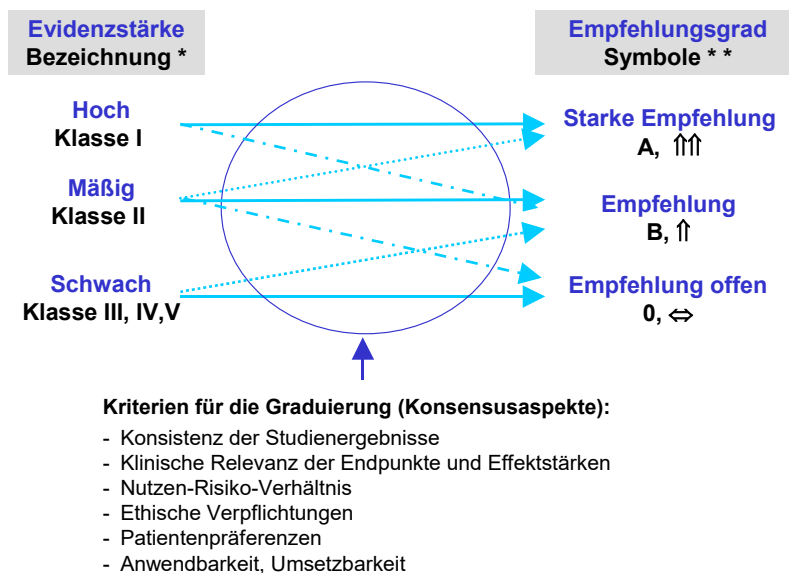 Evidenzstärke
Bezeichnung *
Empfehlungsgrad
Symbole * *
Hoch
Klasse I
Starke Empfehlung
A, ⇑⇑
Mäßig
Klasse II
Empfehlung
B, ⇑
Schwach
Klasse III, IV,V
Empfehlung offen
0, ⇔
Kriterien für die Graduierung (Konsensusaspekte):
- Konsistenz der Studienergebnisse
- Klinische Relevanz der Endpunkte und Effektstärken
- Nutzen-Risiko-Verhältnis
- Ethische Verpflichtungen
- Patientenpräferenzen
- Anwendbarkeit, Umsetzbarkeit